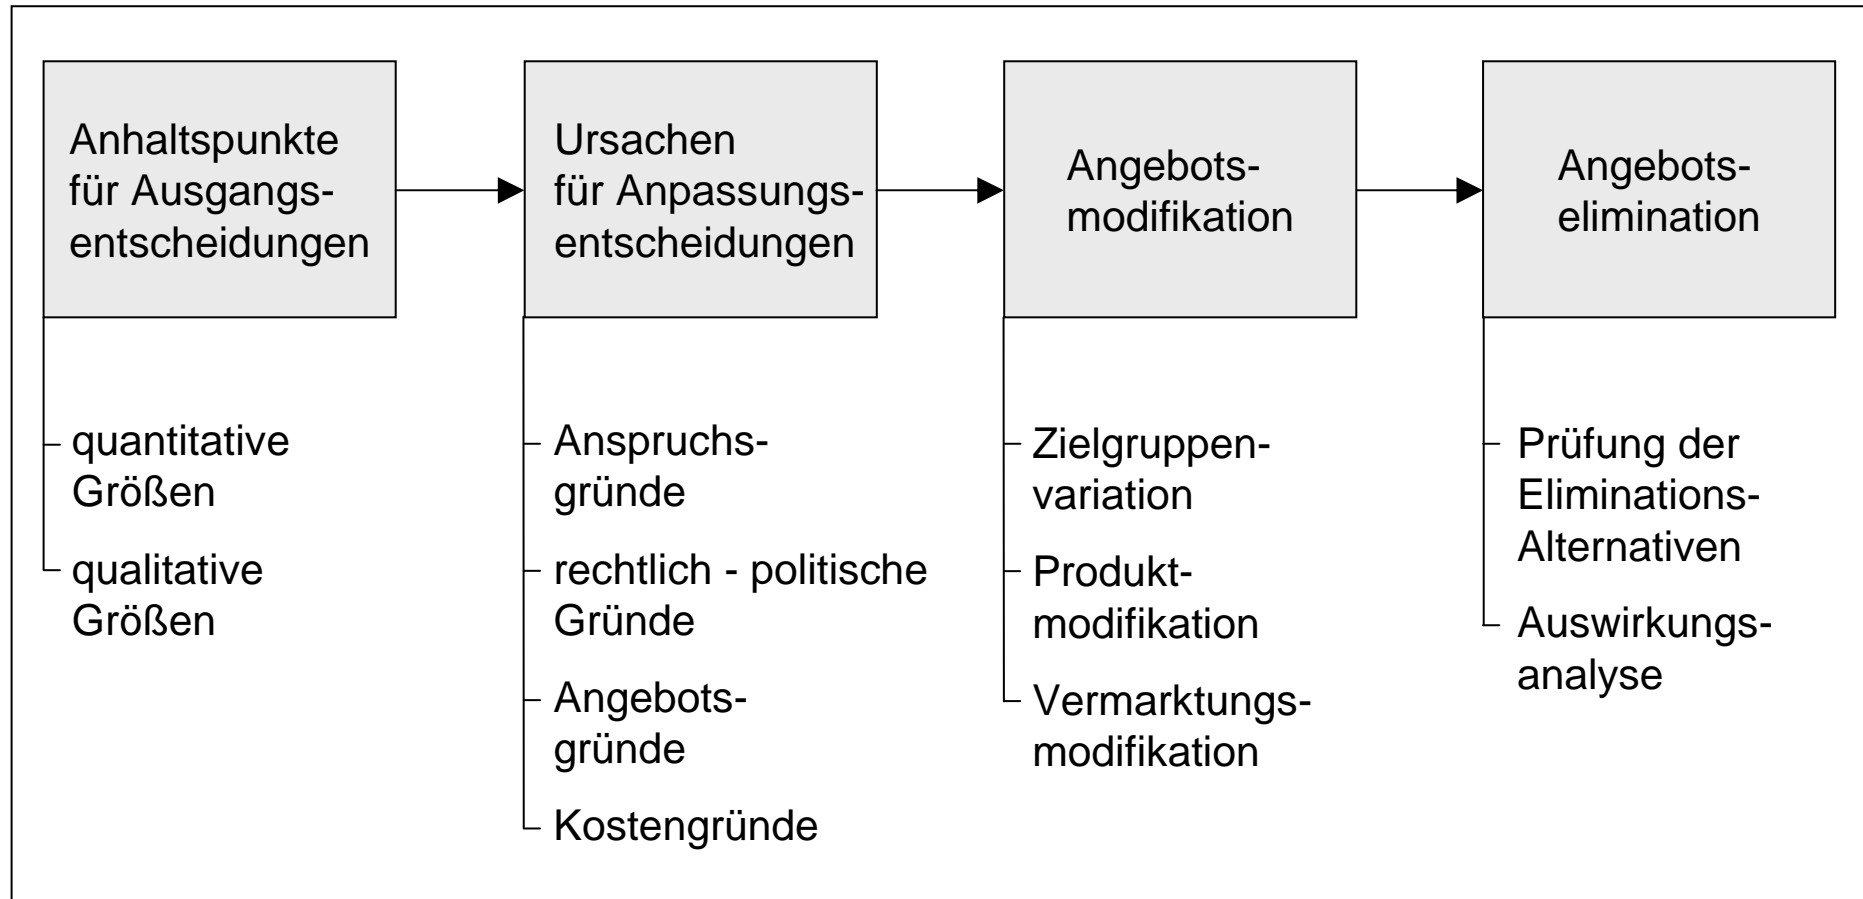 Anhaltspunkte
für Ausgangs-
entscheidungen
quantitative
Größen
qualitative
Größen
Ursachen
für Anpassungs-
entscheidungen
Anspruchs-
gründe
rechtlich - politische
Gründe
Angebots-
gründe
Kostengründe
Angebots-
modifikation
Zielgruppen-
variation
Produkt-
modifikation
Vermarktungs-
modifikation
Angebots-
elimination
Prüfung der
Eliminations-
Alternativen
Auswirkungs-
analyse